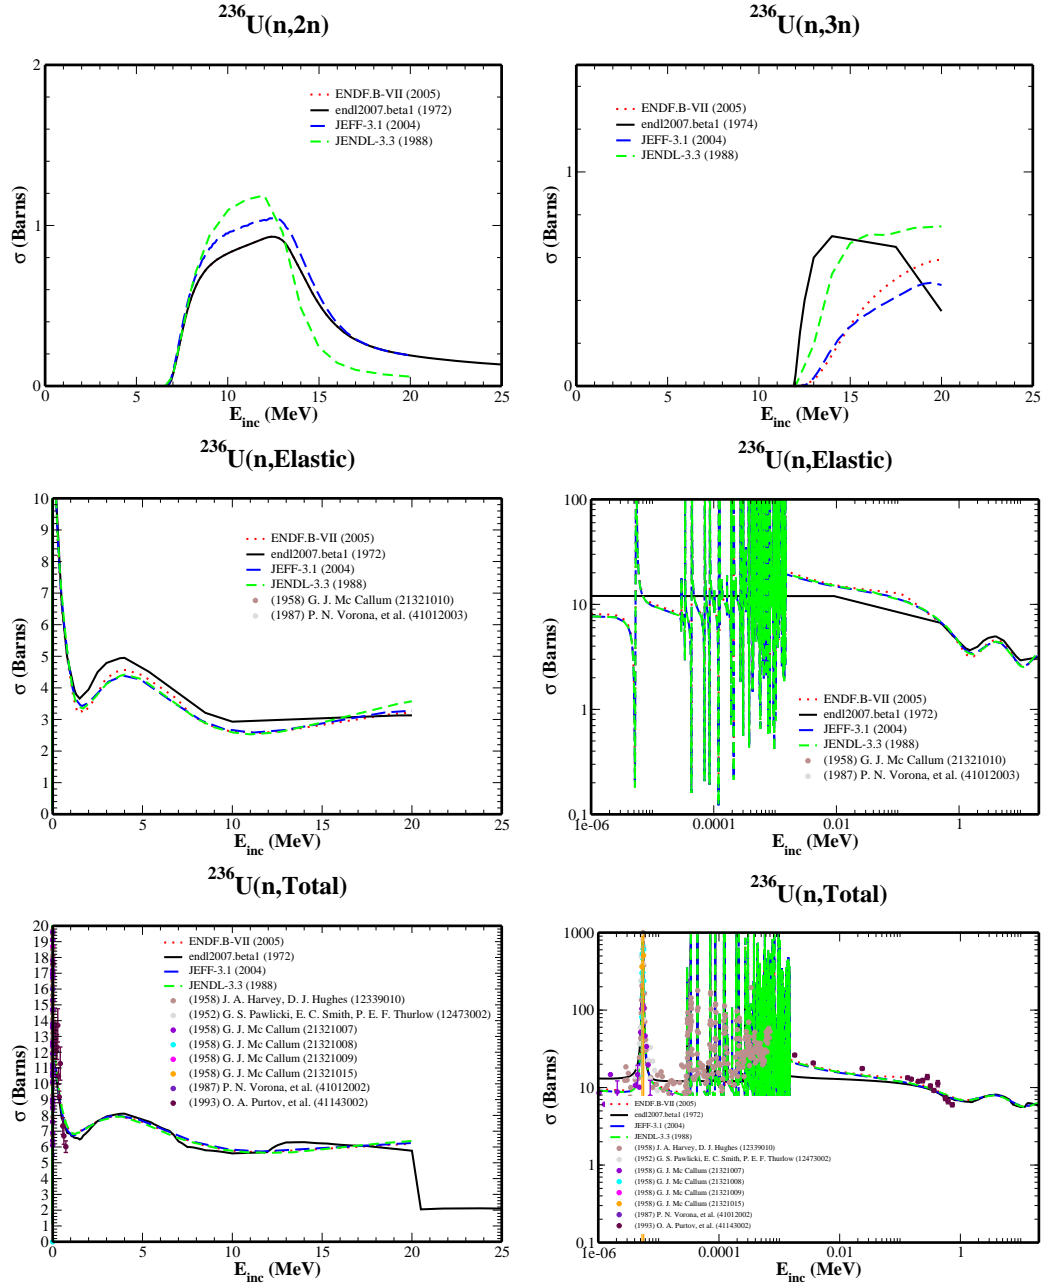 236U(n,2n)
2
1
0
σ (Barns)
ENDF.B-VII (2005)
endl2007.beta1 (1972)
JEFF-3.1 (2004)
JENDL-3.3 (1988)
0 5 10 15 20 25
Einc (MeV)
236U(n,3n)
1
0
σ (Barns)
ENDF.B-VII (2005)
endl2007.beta1 (1974)
JEFF-3.1 (2004)
JENDL-3.3 (1988)
0 5 10 15 20 25
Einc (MeV)
236U(n,Elastic)
10
9
8
7
6
5
4
3
2
1
0
σ (Barns)
ENDF.B-VII (2005)
endl2007.beta1 (1972)
JEFF-3.1 (2004)
JENDL-3.3 (1988)
(1958) G. J. Mc Callum (21321010)
(1987) P. N. Vorona, et al. (41012003)
0 5 10 15 20 25
Einc (MeV)
236U(n,Elastic)
100
10
1
0,1
σ (Barns)
ENDF.B-VII (2005)
endl2007.beta1 (1972)
JEFF-3.1 (2004)
JENDL-3.3 (1988)
(1958) G. J. Mc Callum (21321010)
(1987) P. N. Vorona, et al. (41012003)
1e-06 0.0001 0.01 1
Einc (MeV)
236U(n,Total)
20
19
18
17
16
15
14
13
12
11
10
9
8
7
6
5
4
3
2
1
0
σ (Barns)
ENDF.B-VII (2005)
endl2007.beta1 (1972)
JEFF-3.1 (2004)
JENDL-3.3 (1988)
(1958) J. A. Harvey, D. J. Hughes (12339010)
(1952) G. S. Pawlicki, E. C. Smith, P. E. F. Thurlow (12473002)
(1958) G. J. Mc Callum (21321007)
(1958) G. J. Mc Callum (21321008)
(1958) G. J. Mc Callum (21321009)
(1958) G. J. Mc Callum (21321015)
(1987) P. N. Vorona, et al. (41012002)
(1993) O. A. Purtov, et al. (41143002)
0 5 10 15 20 25
Einc (MeV)
236U(n,Total)
1000
100
10
1
0,1
σ (Barns)
ENDF.B-VII (2005)
endl2007.beta1 (1972)
JEFF-3.1 (2004)
JENDL-3.3 (1988)
(1958) J. A. Harvey, D. J. Hughes (12339010)
(1952) G. S. Pawlicki, E. C. Smith, P. E. F. Thurlow (12473002)
(1958) G. J. Mc Callum (21321007)
(1958) G. J. Mc Callum (21321008)
(1958) G. J. Mc Callum (21321009)
(1958) G. J. Mc Callum (21321015)
(1987) P. N. Vorona, et al. (41012002)
(1993) O. A. Purtov, et al. (41143002)
1e-06 0.0001 0.01 1
Einc (MeV)